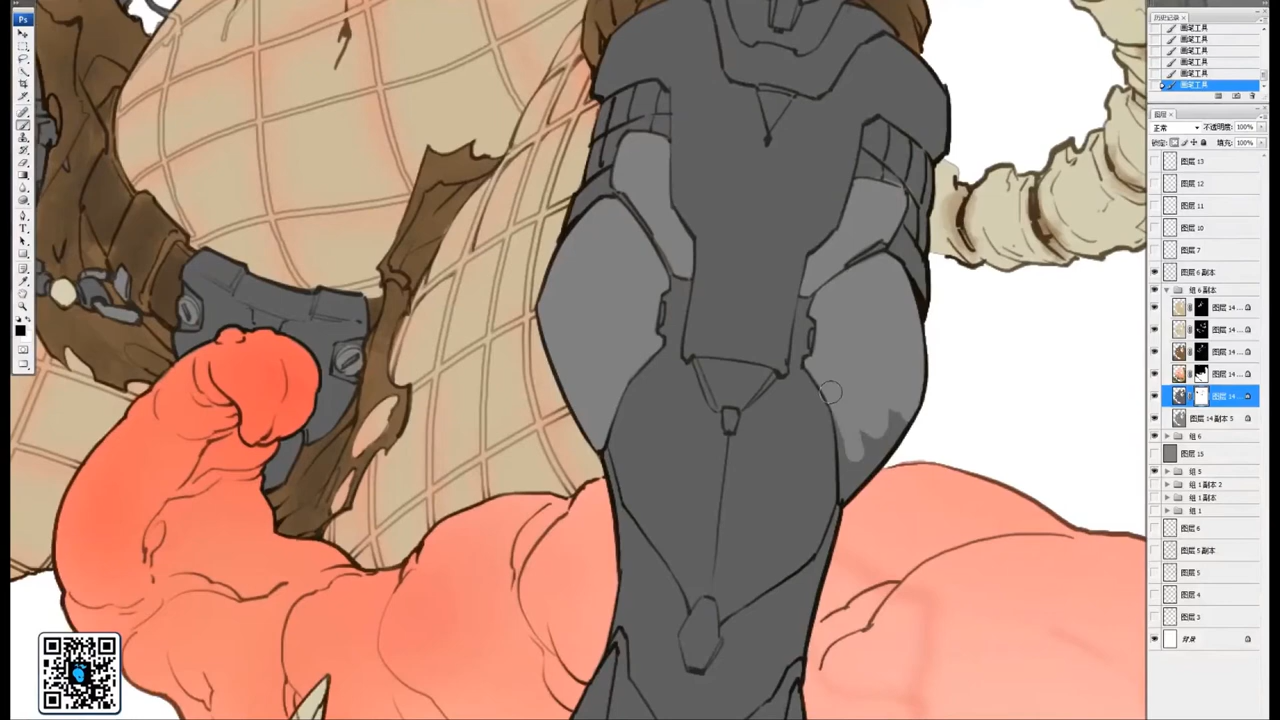 Ps
历史记录 ×
画笔工具
画笔工具
画笔工具
画笔工具
画笔工具
画笔工具
图层 ×
正常 不透明度: 100%
锁定: 填充: 100%
图层 13
图层 12
图层 11
图层 10
图层 7
图层 6 副本
组 6 副本
图层 14 ...
图层 14 ...
图层 14 ...
图层 14 ...
图层 14 ...
图层 14 副本 5
组 6
图层 15
组 5
组 1 副本 2
组 1 副本
组 1
图层 6
图层 5 副本
图层 5
图层 4
图层 3
背景
T